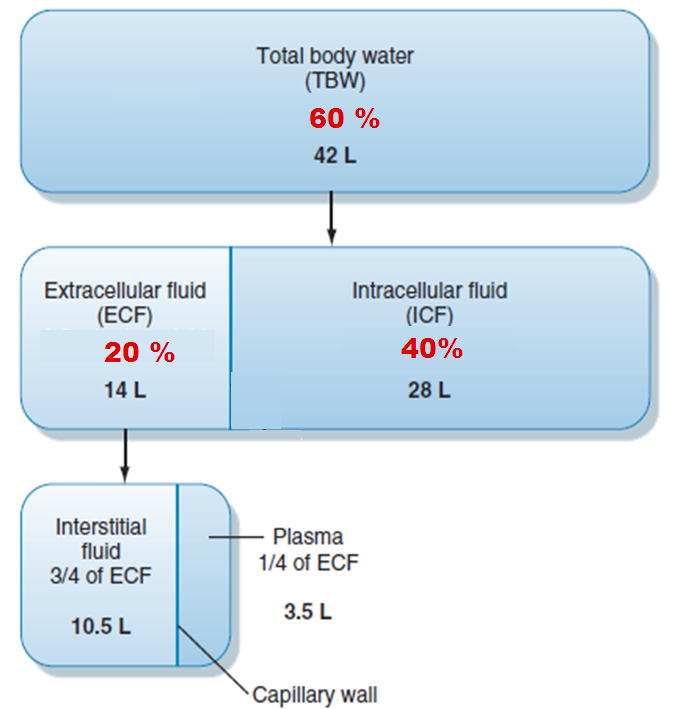 Total body water
(TBW)
60 %
42 L
Extracellular fluid
(ECF)
20 %
14 L
Intracellular fluid
(ICF)
40%
28 L
Interstitial
fluid
3/4 of ECF
10.5 L
Plasma
1/4 of ECF
3.5 L
Capillary wall